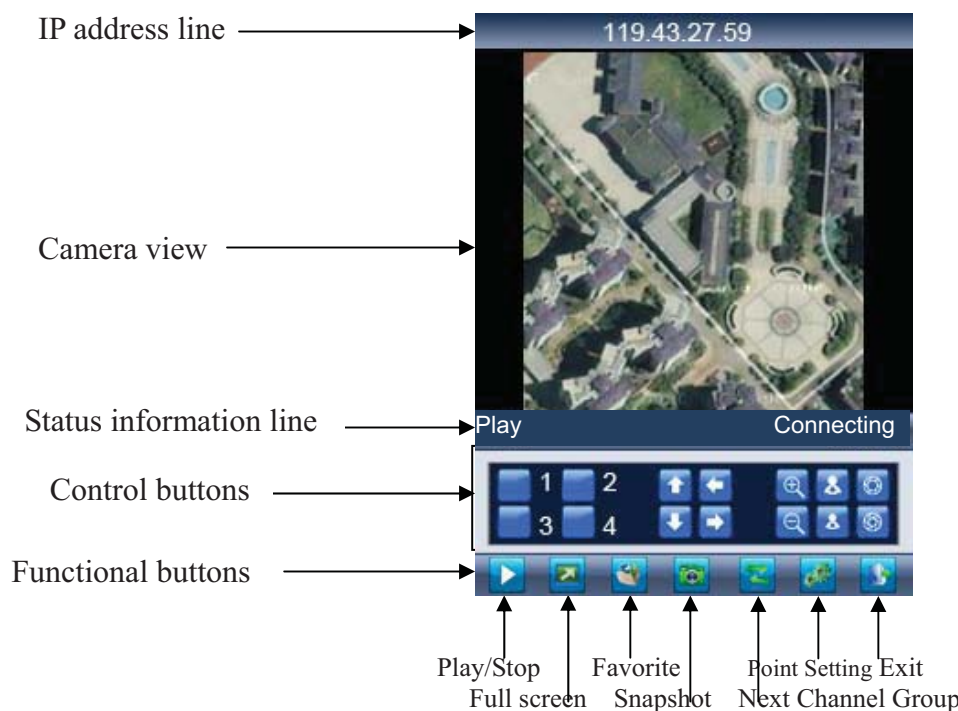 IP address line
119.43.27.59
Camera view
Status information line
Play Connecting
Control buttons
1 2
3 4
Functional buttons
Play/Stop Favorite Point Setting Exit
Full screen Snapshot Next Channel Group